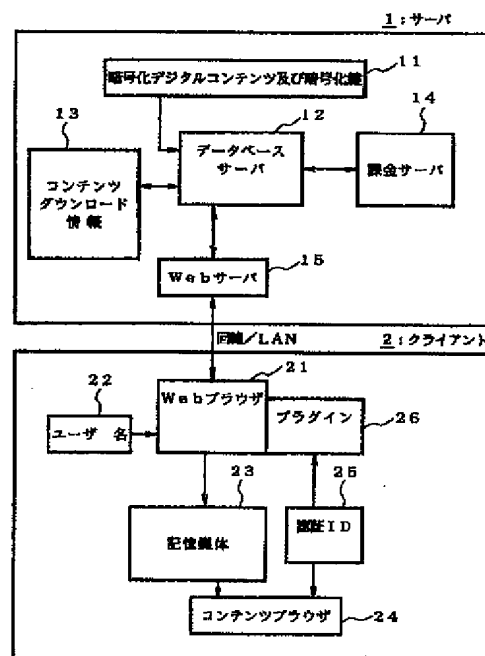 1：サーバ
11
暗号化デジタルコンテンツ及び暗号化鍵
13
12
14
コンテンツ
ダウンロード
情報
データベース
サーバ
課金サーバ
15
Webサーバ
回線／LAN
2：クライアント
21
22
Webブラウザ
プラグイン
26
ユーザ 名
23
25
記憶媒体
認証ID
コンテンツブラウザ
24